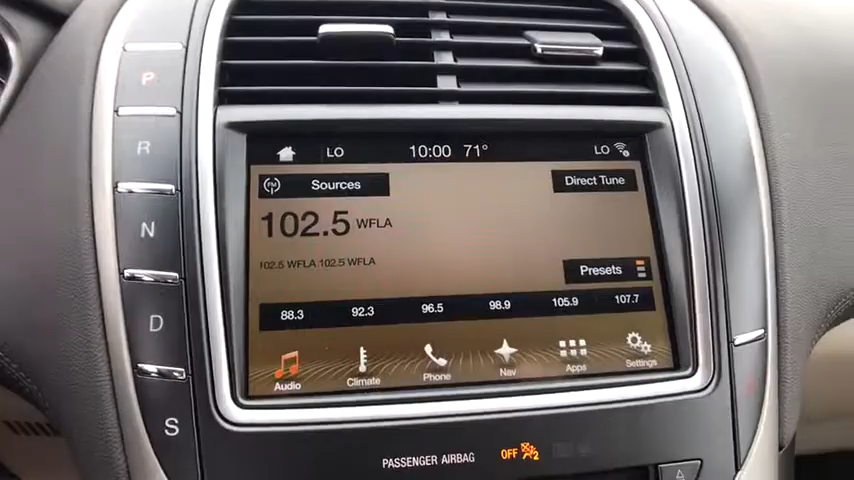 P
R
N
D
S
LO 10:00 71° LO
FM Sources Direct Tune
102.5 WFLA
102.5 WFLA 102.5 WFLA
Presets
88.3 92.3 96.5 98.9 105.9 107.7
Audio Climate Phone Nav Apps Settings
PASSENGER AIRBAG OFF 2